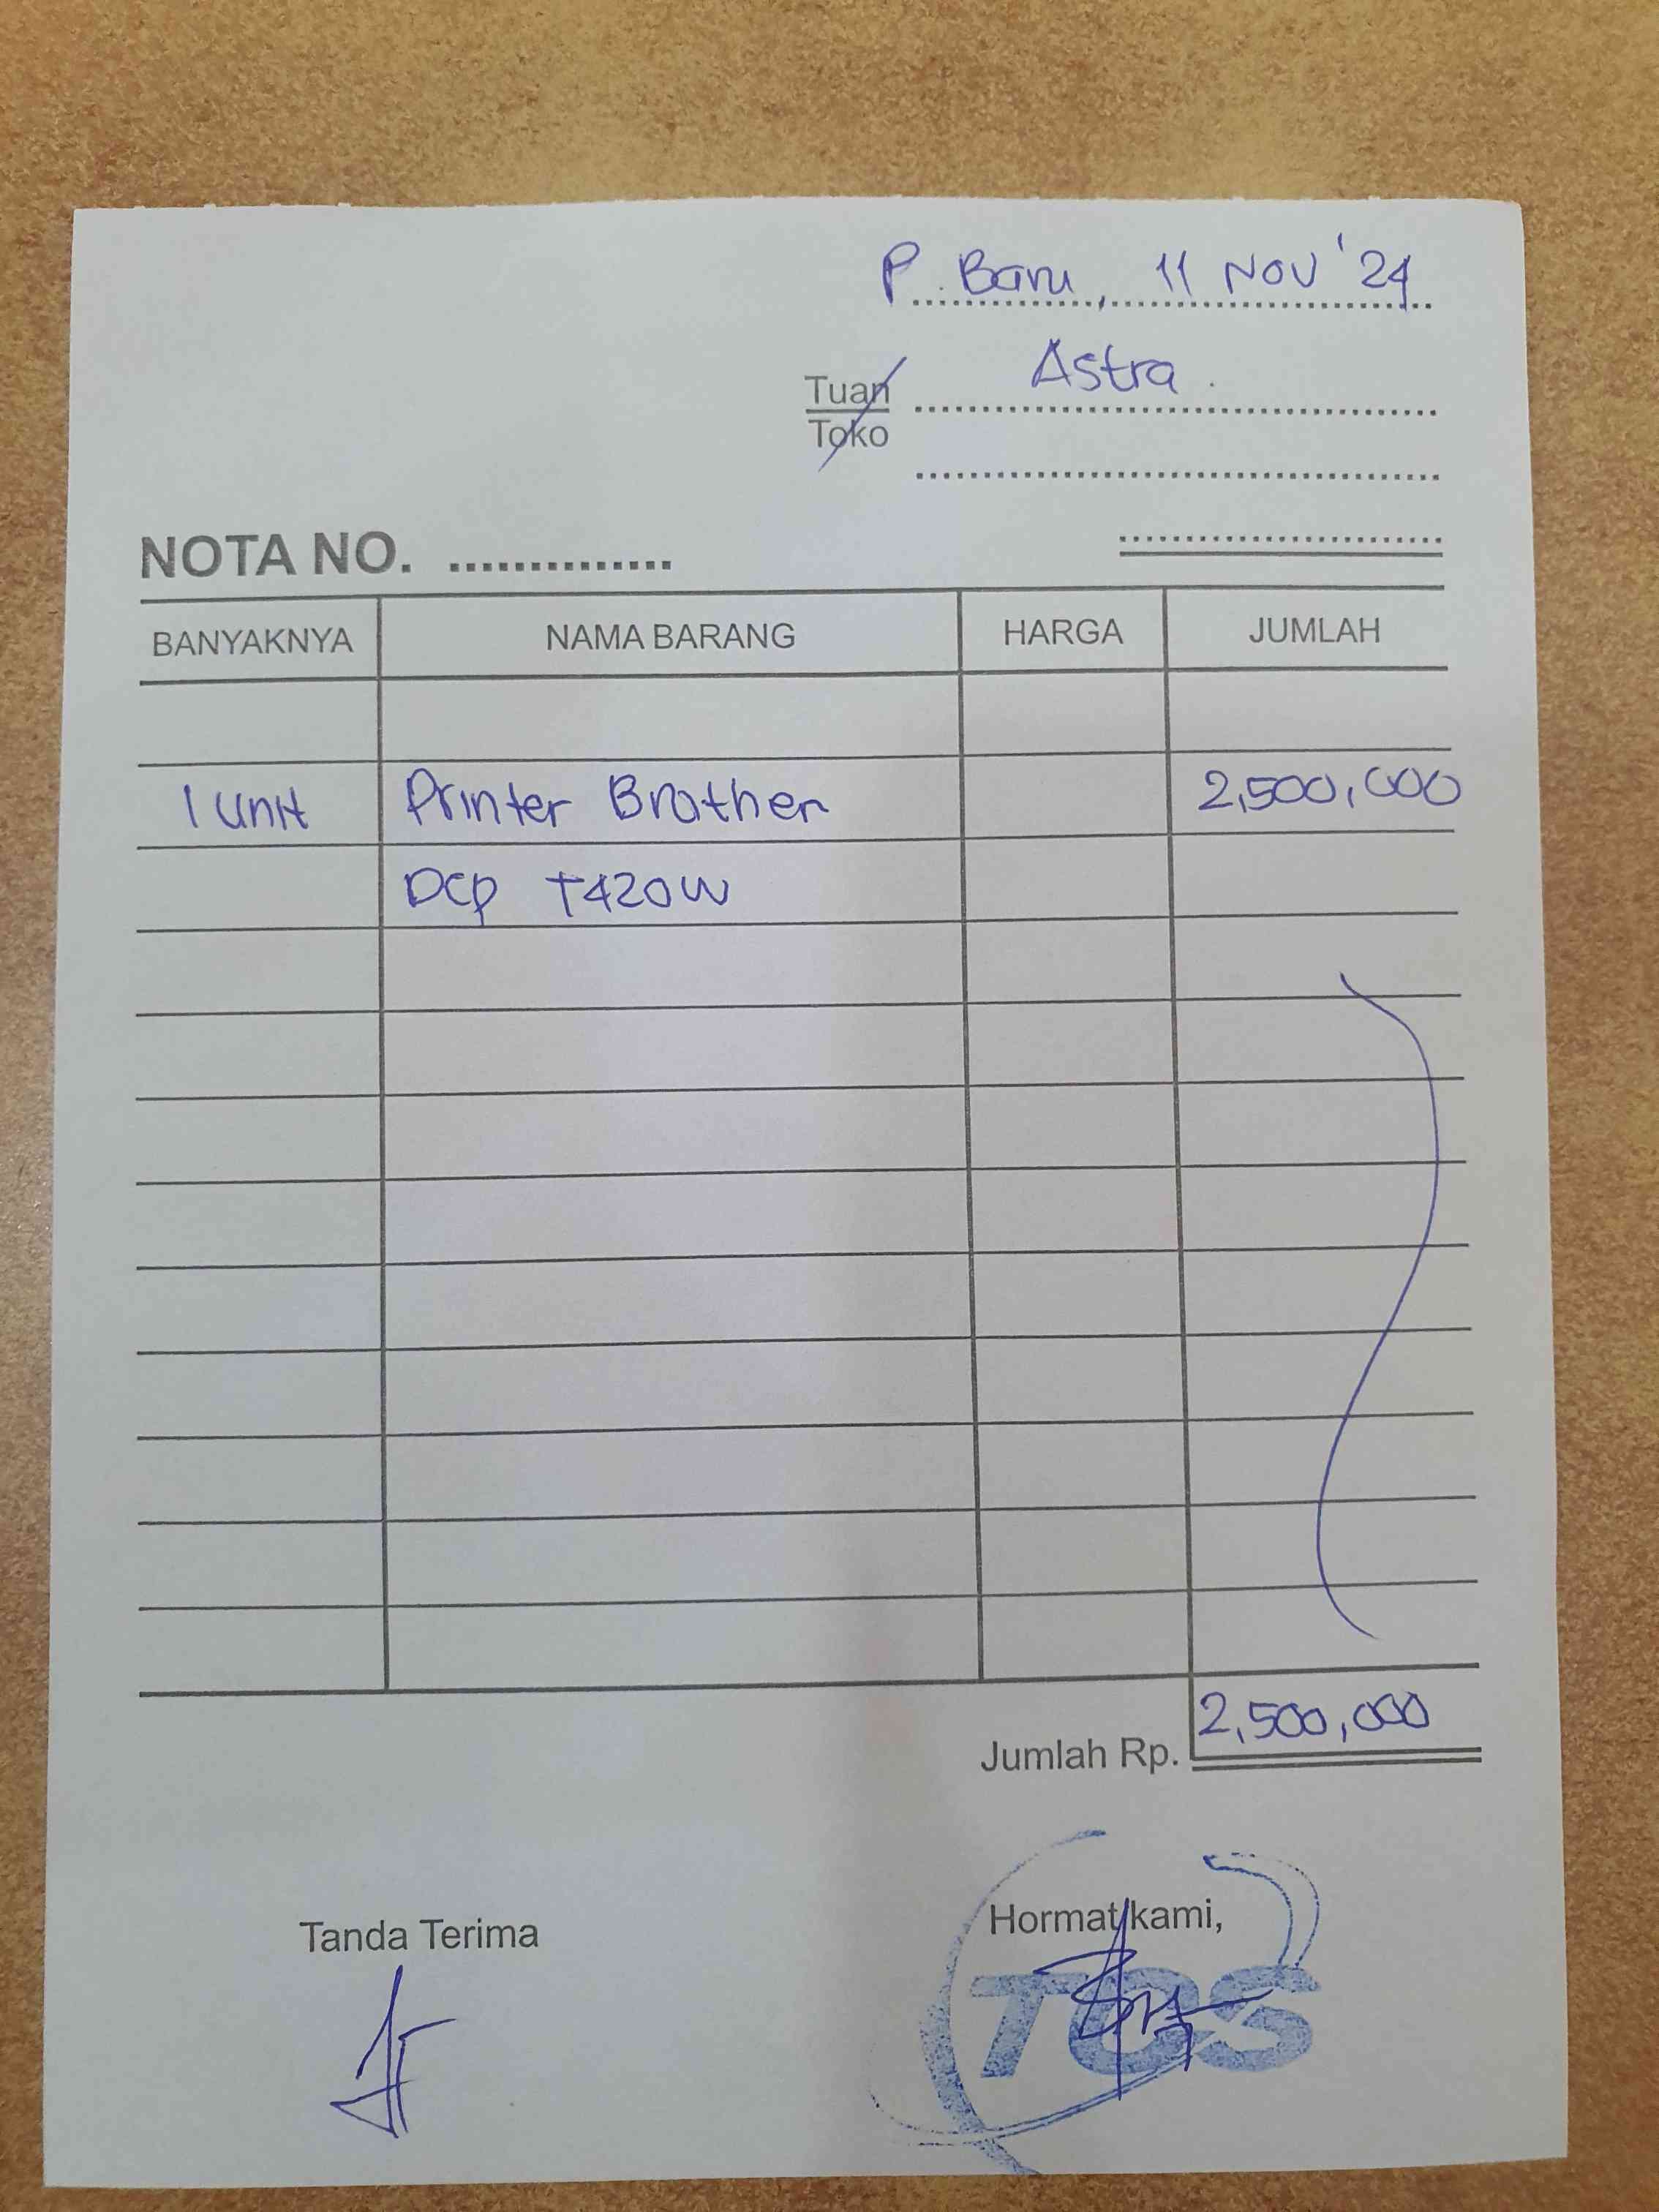 P. Baru, 11 NOV '24
Tuan Astra
Toko
NOTA NO. ..............
BANYAKNYA NAMA BARANG HARGA JUMLAH
1 Unit Printer Brother 2,500,000
DCP T420W
Jumlah Rp. 2,500,000
Tanda Terima Hormat kami,
TCS